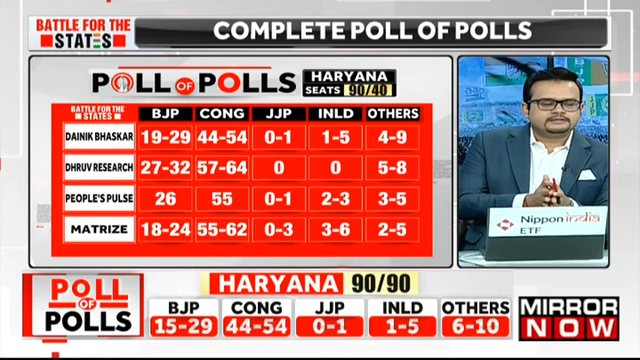 BATTLE FOR THE
STATES
COMPLETE POLL OF POLLS
POLL OF POLLS
HARYANA
SEATS 90/40
BATTLE FOR THE STATES BJP CONG JJP INLD OTHERS
DAINIK BHASKAR 19-29 44-54 0-1 1-5 4-9
DHRUV RESEARCH 27-32 57-64 0 0 5-8
PEOPLE'S PULSE 26 55 0-1 2-3 3-5
MATRIZE 18-24 55-62 0-3 3-6 2-5
BJP
Nippon india
ETF
POLL
OF
POLLS
HARYANA 90/90
BJP CONG JJP INLD OTHERS
15-29 44-54 0-1 1-5 6-10
MIRROR
NOW